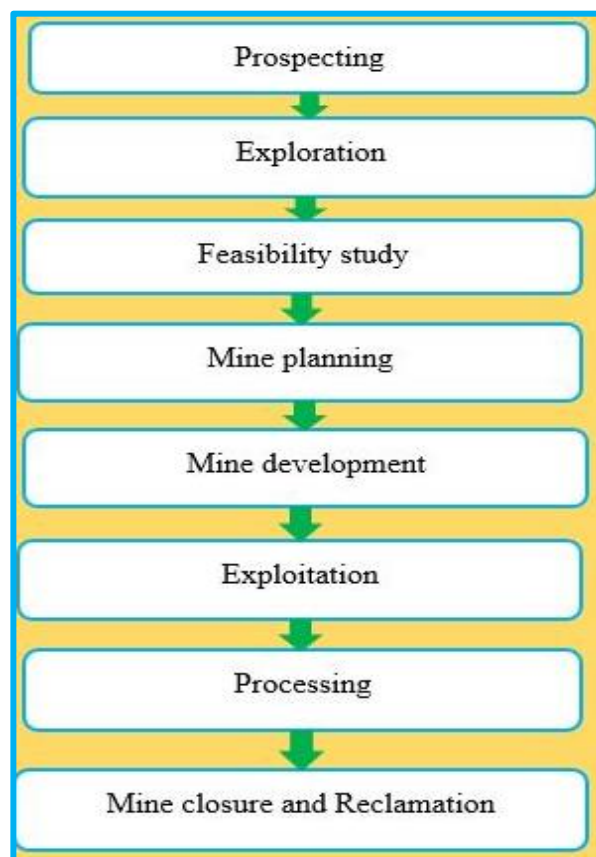 Prospecting
Exploration
Feasibility study
Mine planning
Mine development
Exploitation
Processing
Mine closure and Reclamation